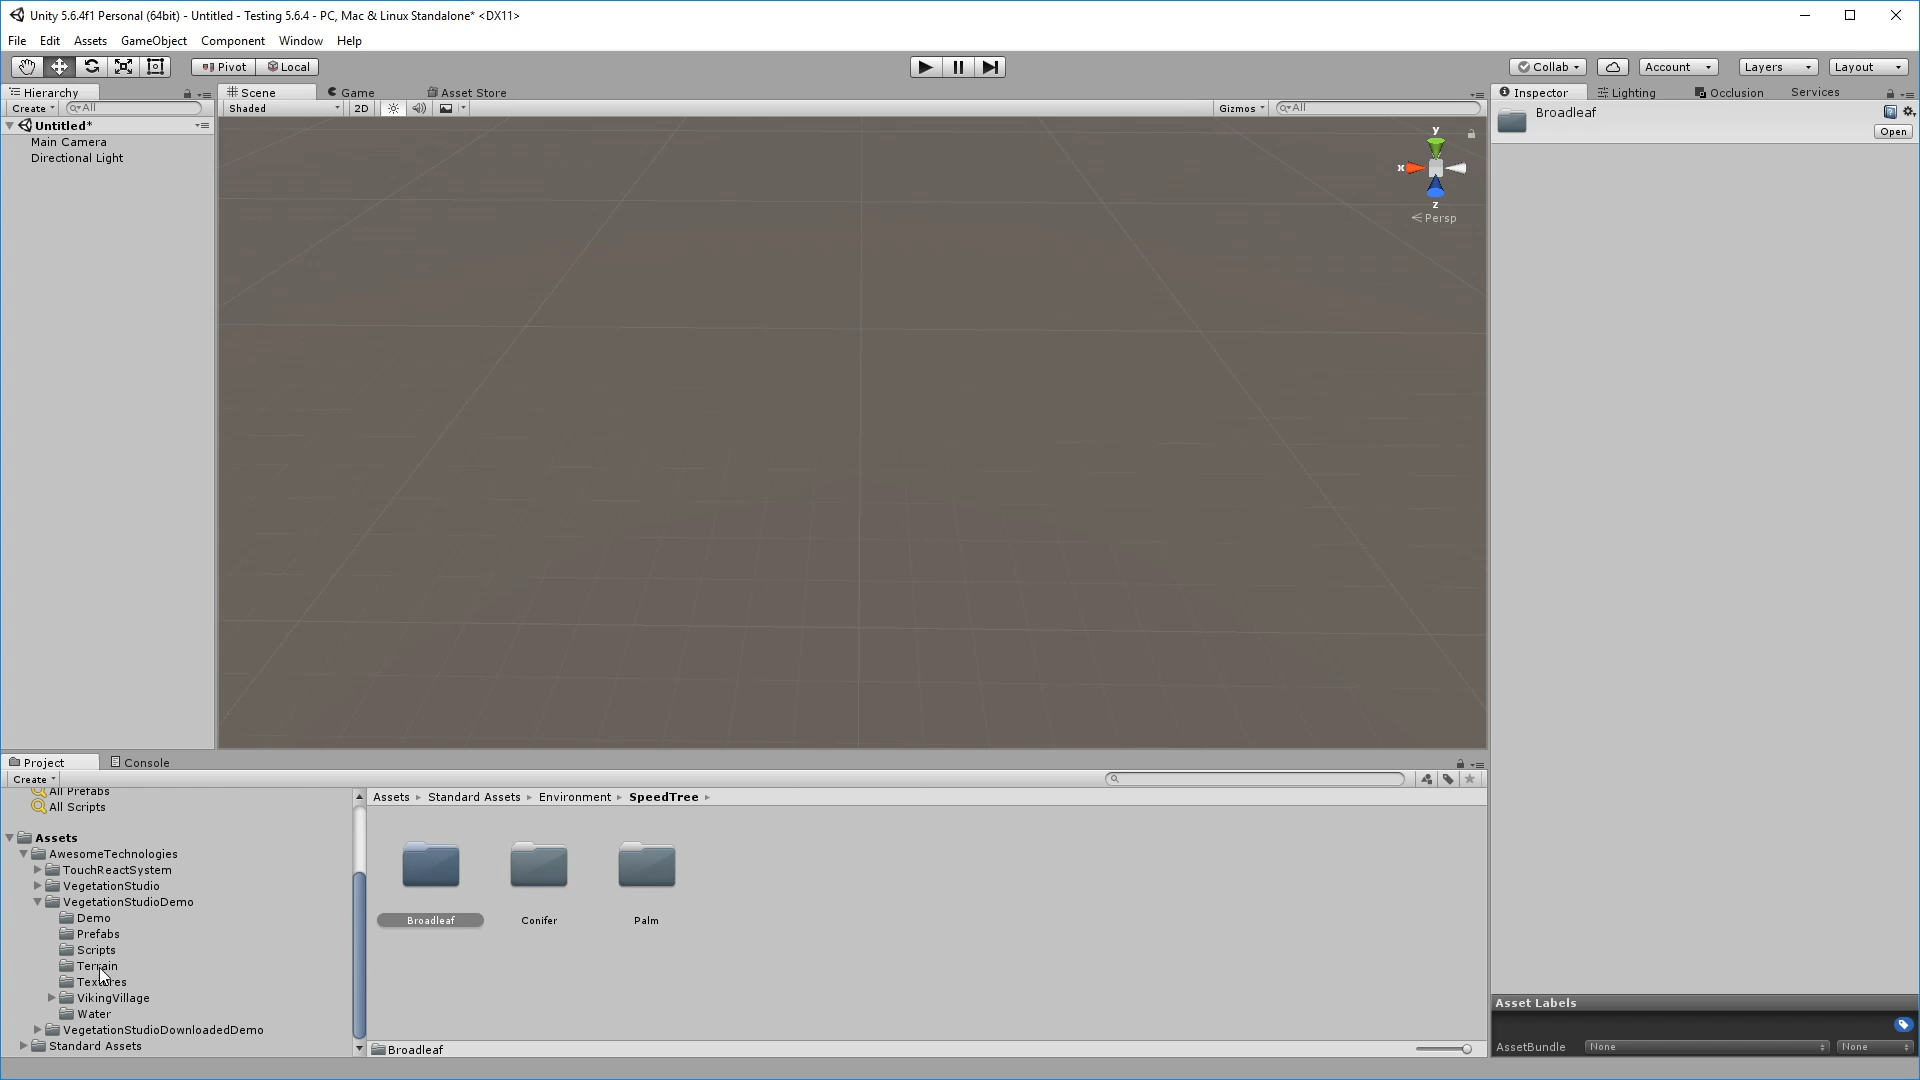 Unity 5.6.4f1 Personal (64bit) - Untitled - Testing 5.6.4 - PC, Mac & Linux Standalone* <DX11>
File Edit Assets GameObject Component Window Help
Pivot Local Collab Account Layers Layout
Hierarchy Scene Game Asset Store Inspector Lighting Occlusion Services
Create All Shaded 2D Gizmos All
Broadleaf
Open
Untitled*
Main Camera
Directional Light
y
x
z
Persp
Project Console
Create
All Prefabs
All Scripts
Assets
AwesomeTechnologies
TouchReactSystem
VegetationStudio
VegetationStudioDemo
Demo
Prefabs
Scripts
Terrain
Textures
VikingVillage
Water
VegetationStudioDownloadedDemo
Standard Assets
Assets Standard Assets Environment SpeedTree
Broadleaf Conifer Palm
Broadleaf
Asset Labels
AssetBundle None None